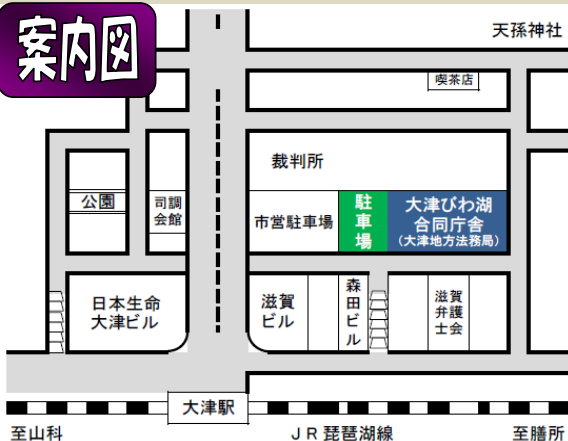 案内図
天孫神社
喫茶店
裁判所
公園
司調
会館
市営駐車場
駐車場
大津びわ湖
合同庁舎
(大津地方法務局)
日本生命
大津ビル
滋賀
ビル
森田ビル
滋賀
弁護
士会
大津駅
至山科
JR琵琶湖線
至膳所